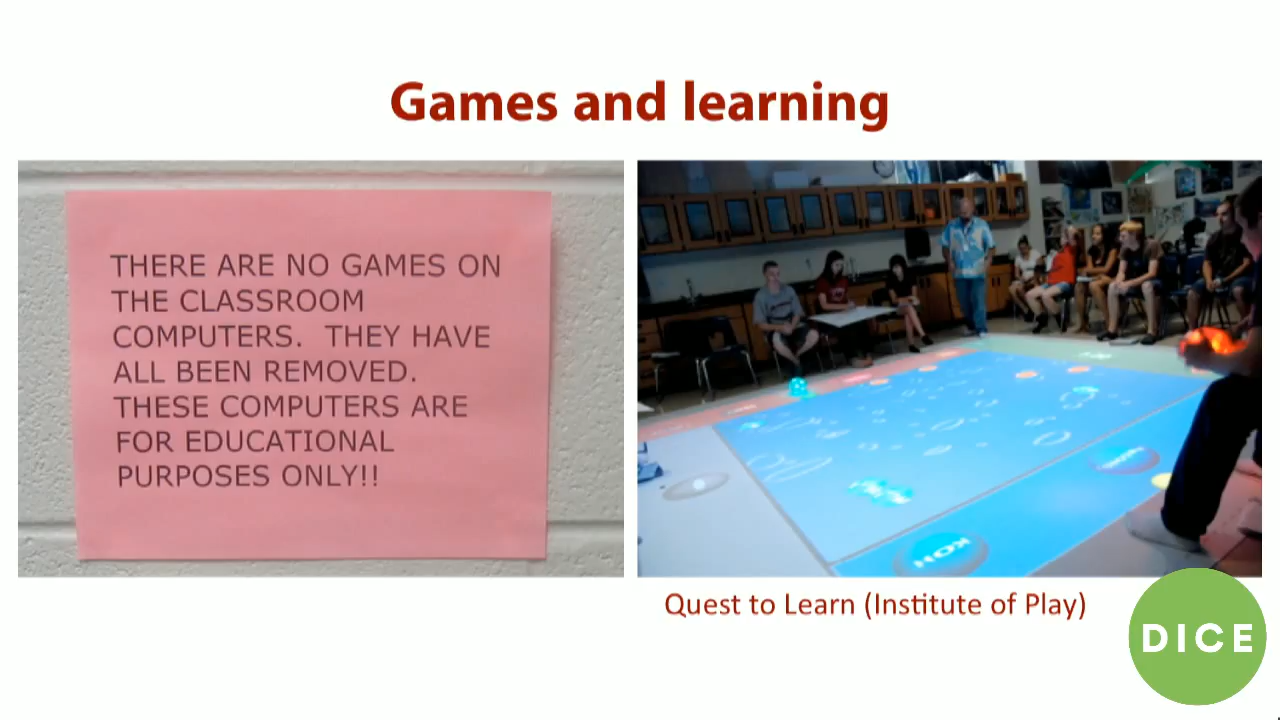 Games and learning
THERE ARE NO GAMES ON
THE CLASSROOM
COMPUTERS. THEY HAVE
ALL BEEN REMOVED.
THESE COMPUTERS ARE
FOR EDUCATIONAL
PURPOSES ONLY!!
KOH
Quest to Learn (Institute of Play)
DICE